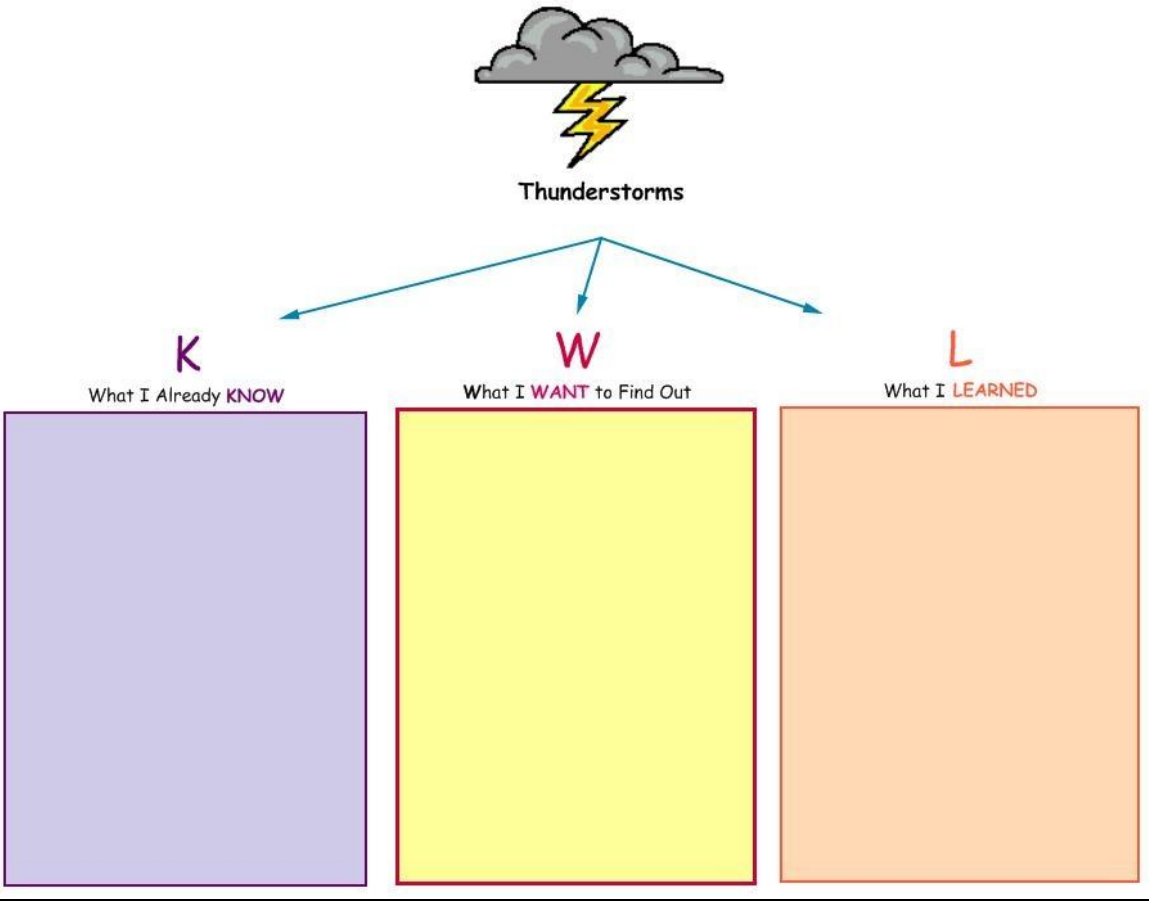 Thunderstorms
K
What I Already KNOW
W
What I WANT to Find Out
L
What I LEARNED